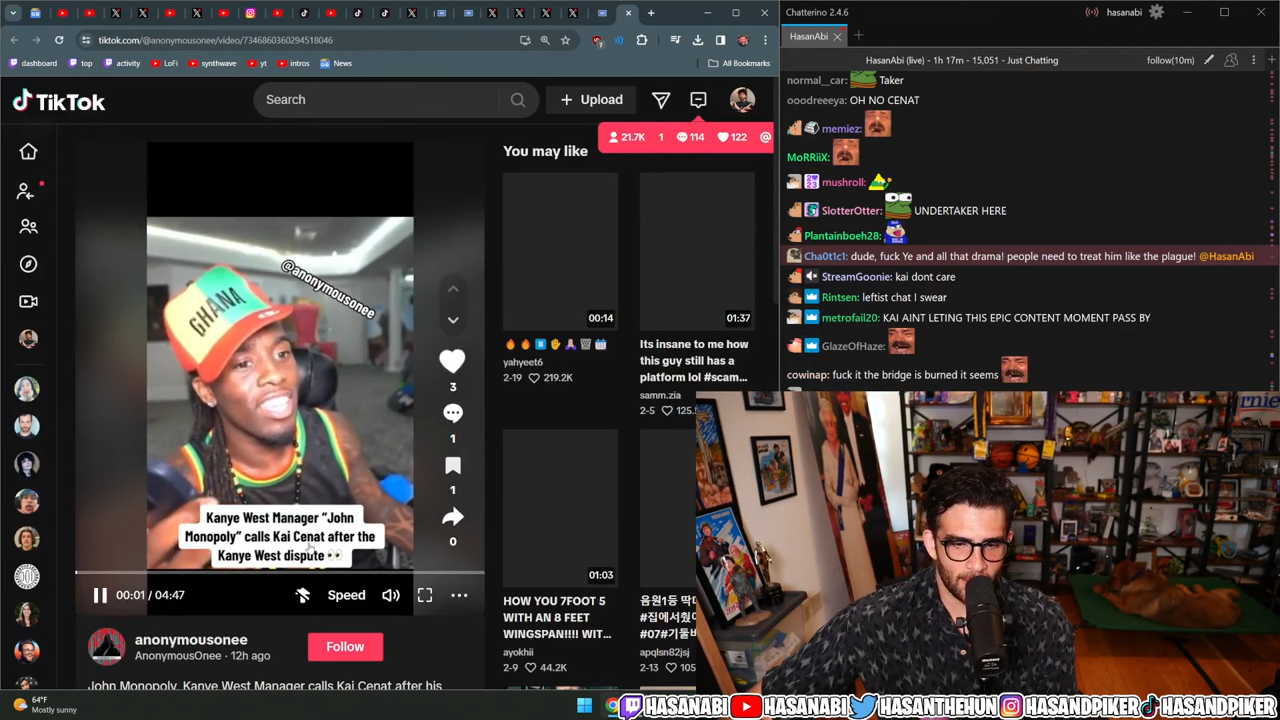 tiktok.com/@anonymousonee/video/7346860360294518046
dashboard
top
activity
LoFi
synthwave
yt
intros
News
All Bookmarks
TikTok
Search
+ Upload
21.7K
1
114
122
@
You may like
@anonymousonee
GHANA
Kanye West Manager "John
Monopoly" calls Kai Cenat after the
Kanye West dispute 👀
3
1
1
0
00:01 / 04:47
Speed
anonymousonee
AnonymousOnee · 12h ago
Follow
John Monopoly, Kanye West Manager calls Kai Cenat after his
00:14
🔥🔥⏸️✋🙏🏽🗑️🗓️
yahyeet6
2-19 219.2K
01:37
Its insane to me how
this guy still has a
platform lol #scam...
samm.zia
2-5 125.
01:03
HOW YOU 7FOOT 5
WITH AN 8 FEET
WINGSPAN!!!! WIT...
ayokhii
2-9 44.2K
음원1등
#07#기둘
apqlsn82jsj
2-13 105
64°F
Mostly sunny
Chatterino 2.4.6
hasanabi
HasanAbi
HasanAbi (live) - 1h 17m - 15,051 - Just Chatting
follow(10m)
normal_car: Taker
ooodreeeya: OH NO CENAT
memiez:
MoRRiiX:
mushroll:
SlotterOtter: UNDERTAKER HERE
Plantainboeh28:
Cha0t1c1: dude, fuck Ye and all that drama! people need to treat him like the plague! @HasanAbi
StreamGoonie: kai dont care
Rintsen: leftist chat I swear
metrofail20: KAI AINT LETING THIS EPIC CONTENT MOMENT PASS BY
GlazeOfHaze:
cowinap: fuck it the bridge is burned it seems
HASANABI
HASANABI
HASANTHEHUN
HASANDPIKER
HASANDPIKER